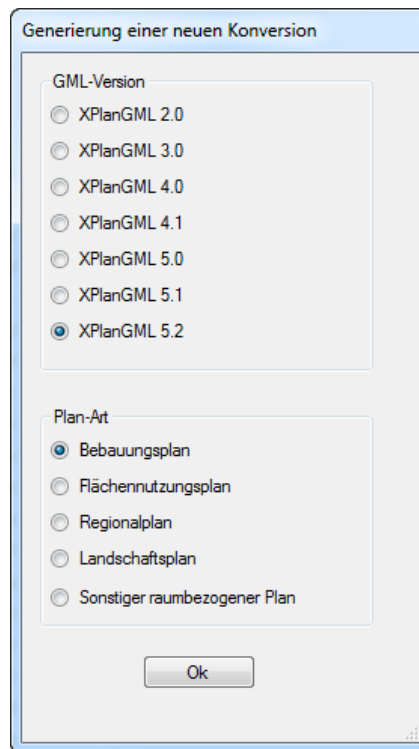 Generierung einer neuen Konversion
GML-Version
XPlanGML 2.0
XPlanGML 3.0
XPlanGML 4.0
XPlanGML 4.1
XPlanGML 5.0
XPlanGML 5.1
XPlanGML 5.2
Plan-Art
Bebauungsplan
Flächennutzungsplan
Regionalplan
Landschaftsplan
Sonstiger raumbezogener Plan
Ok